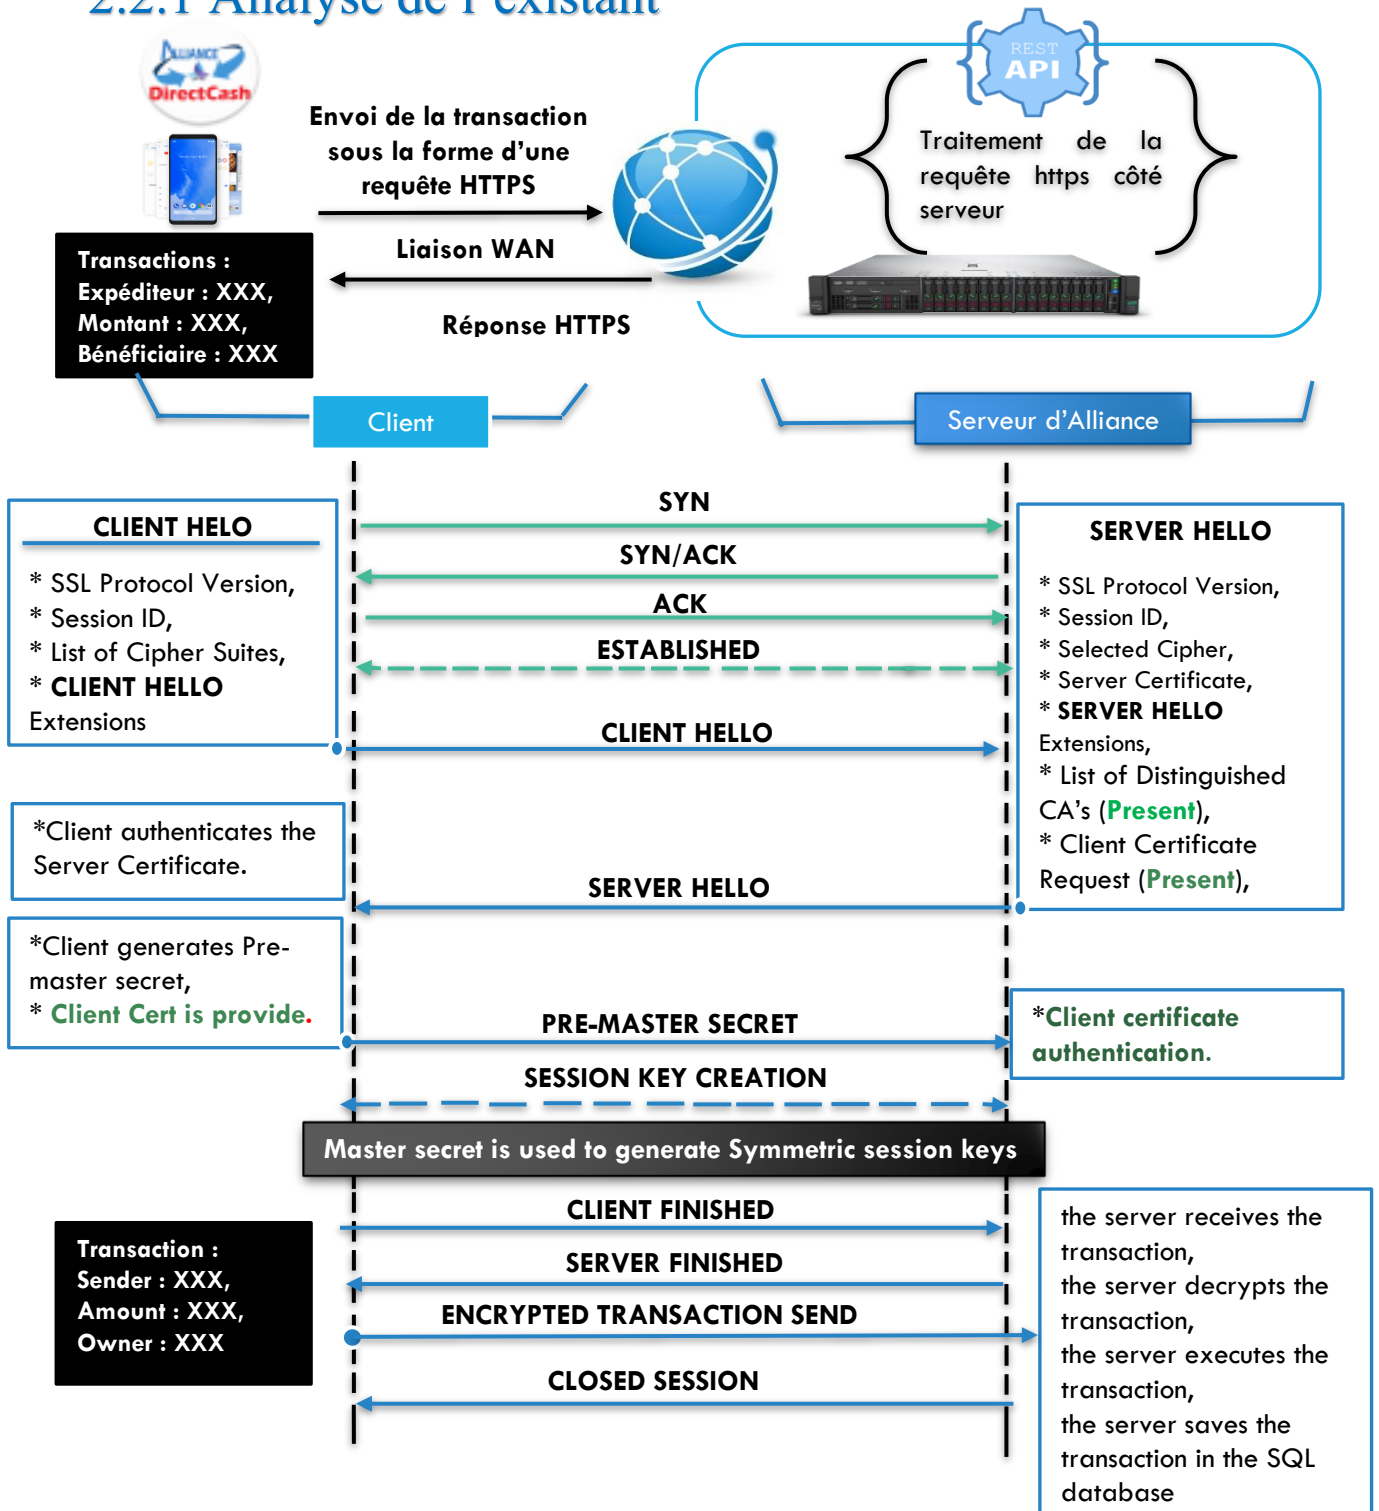 2.2.1 Analyse de l'existant
ALLIANCE
DirectCash
Envoi de la transaction
sous la forme d'une
requête HTTPS
Liaison WAN
Réponse HTTPS
Transactions :
Expéditeur : XXX,
Montant : XXX,
Bénéficiaire : XXX
REST
API
Traitement de la
requête https côté
serveur
Client
Serveur d'Alliance
CLIENT HELO
* SSL Protocol Version,
* Session ID,
* List of Cipher Suites,
* CLIENT HELLO
Extensions
SYN
SYN/ACK
ACK
ESTABLISHED
CLIENT HELLO
SERVER HELLO
* SSL Protocol Version,
* Session ID,
* Selected Cipher,
* Server Certificate,
* SERVER HELLO
Extensions,
* List of Distinguished
CA's (Present),
* Client Certificate
Request (Present),
*Client authenticates the
Server Certificate.
SERVER HELLO
*Client generates Pre-
master secret,
* Client Cert is provide.
PRE-MASTER SECRET
*Client certificate
authentication.
SESSION KEY CREATION
Master secret is used to generate Symmetric session keys
CLIENT FINISHED
SERVER FINISHED
ENCRYPTED TRANSACTION SEND
CLOSED SESSION
Transaction :
Sender : XXX,
Amount : XXX,
Owner : XXX
the server receives the
transaction,
the server decrypts the
transaction,
the server executes the
transaction,
the server saves the
transaction in the SQL
database